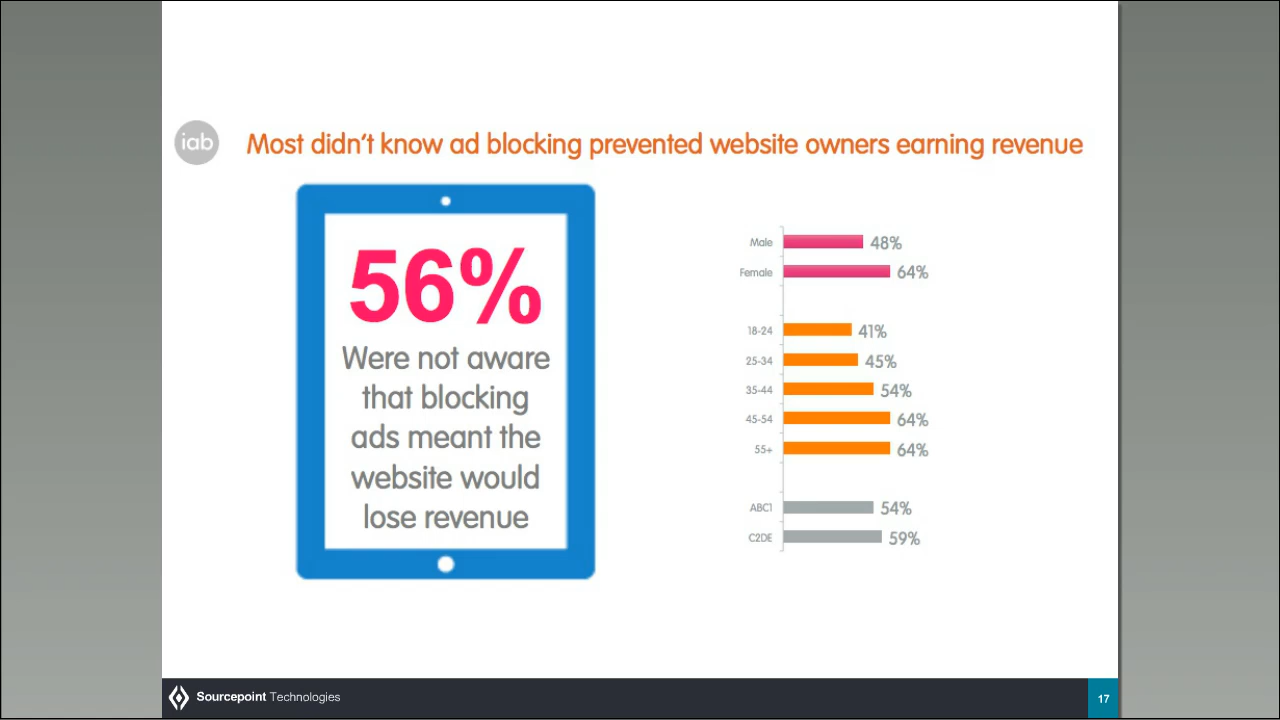 iab
Most didn't know ad blocking prevented website owners earning revenue
56%
Were not aware
that blocking
ads meant the
website would
lose revenue
Male 48%
Female 64%
18-24 41%
25-34 45%
35-44 54%
45-54 64%
55+ 64%
ABC1 54%
C2DE 59%
Sourcepoint Technologies
17